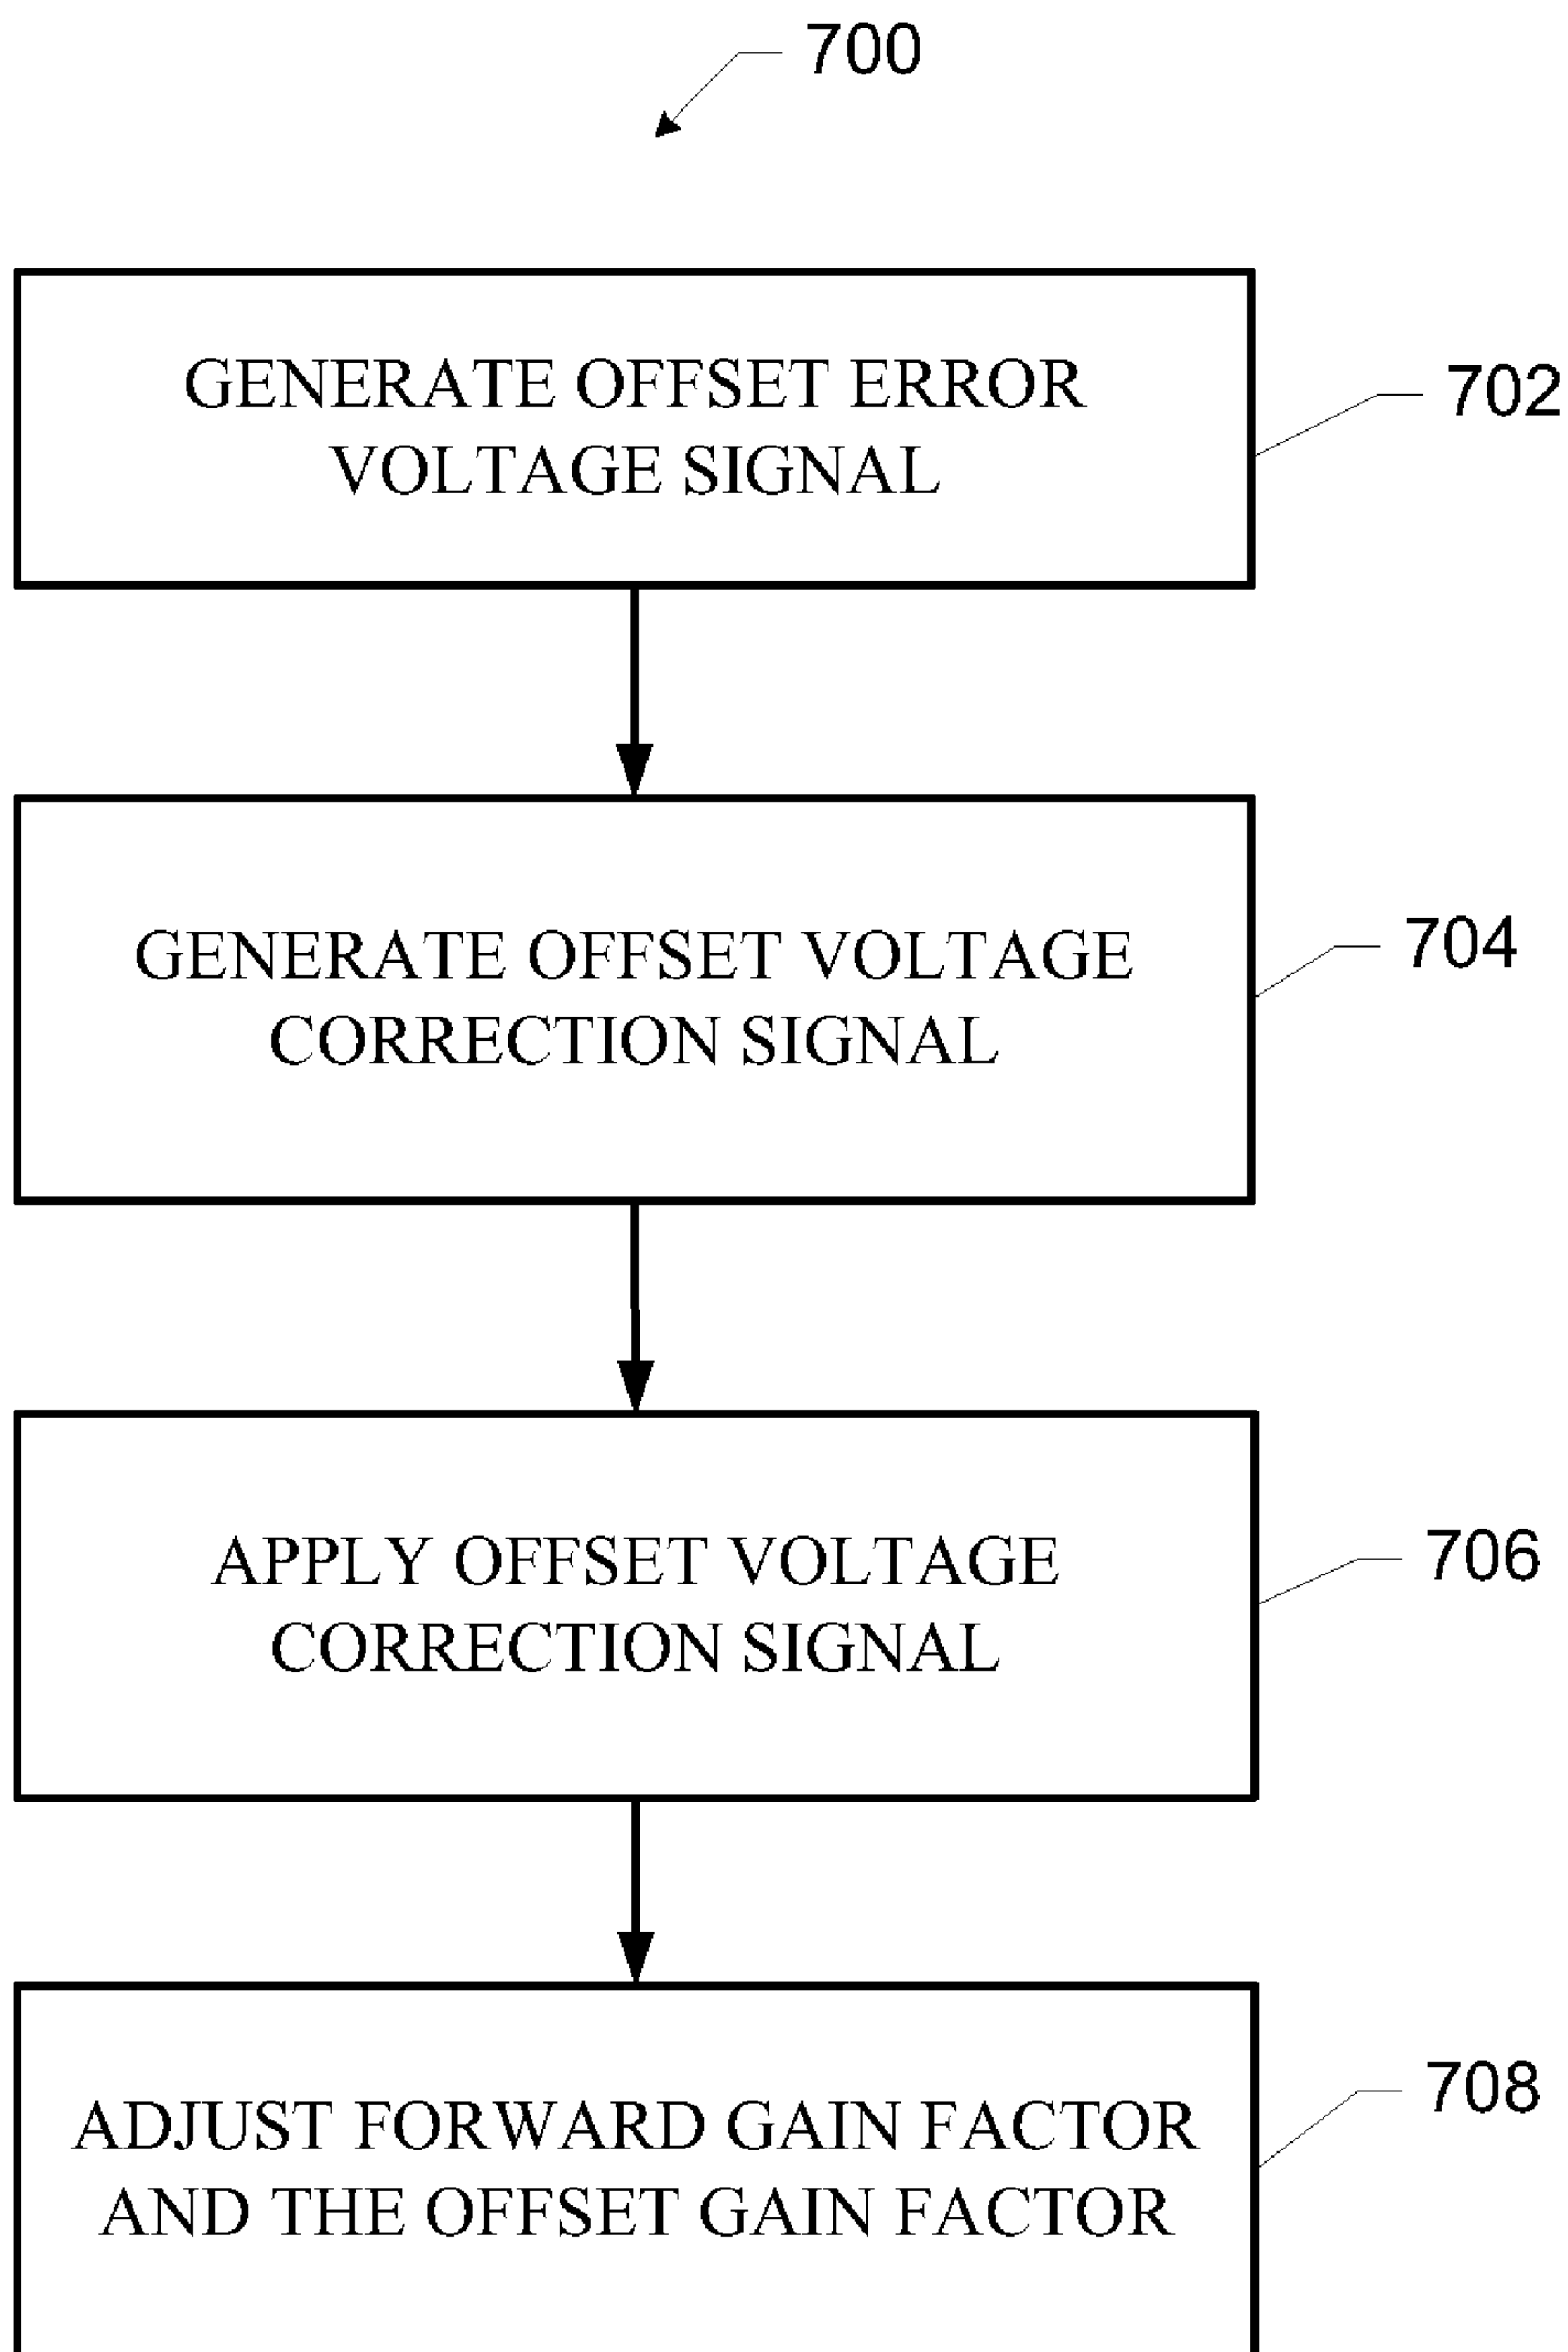 700
GENERATE OFFSET ERROR
VOLTAGE SIGNAL
702
GENERATE OFFSET VOLTAGE
CORRECTION SIGNAL
704
APPLY OFFSET VOLTAGE
CORRECTION SIGNAL
706
ADJUST FORWARD GAIN FACTOR
AND THE OFFSET GAIN FACTOR
708